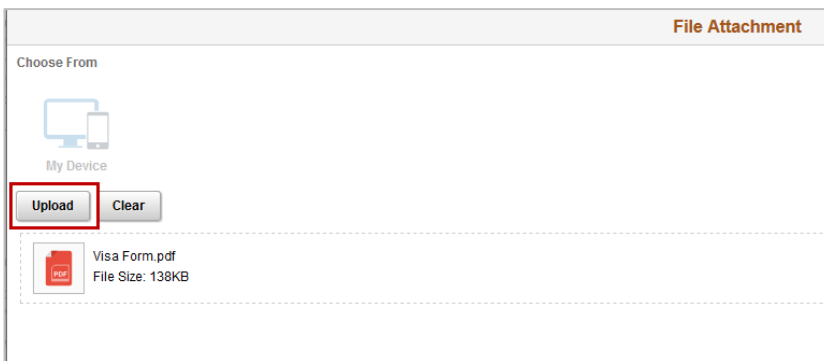 File Attachment
Choose From
My Device
Upload Clear
PDF
Visa Form.pdf
File Size: 138KB